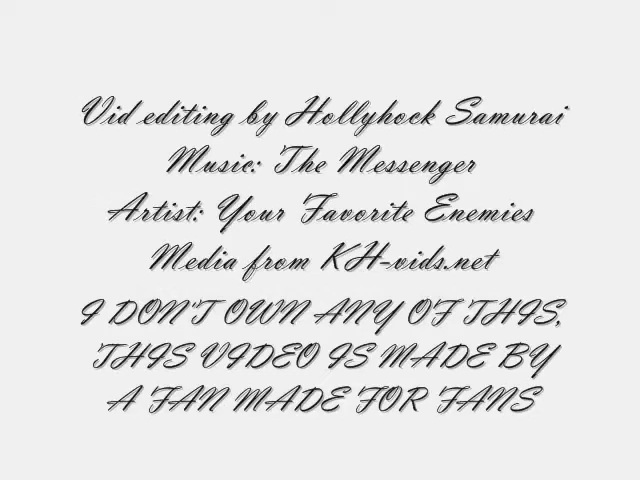 Vid editing by Hollyhock Samurai
Music: The Messenger
Artist: Your Favorite Enemies
Media from KH-vids.net
I DON'T OWN ANY OF THIS,
THIS VIDEO IS MADE BY
A FAN MADE FOR FANS